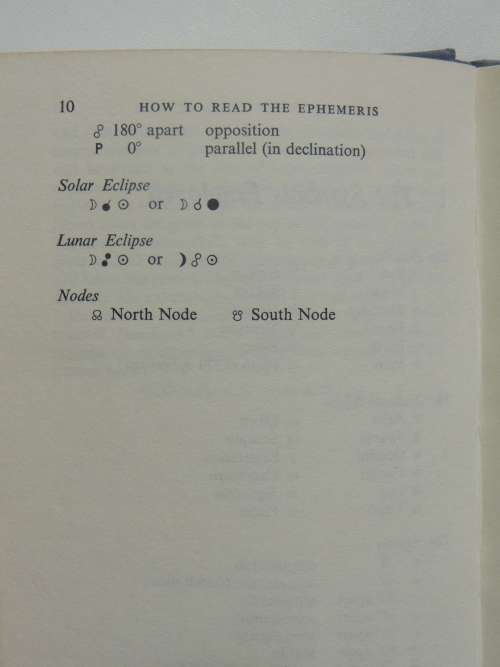 10 HOW TO READ THE EPHEMERIS
☍ 180° apart opposition
P 0° parallel (in declination)
Solar Eclipse
☽ ☌ ☉ or ☽ ☌ ●
Lunar Eclipse
☽ ☍ ☉ or ☽ ☍ ☉
Nodes
☊ North Node ☋ South Node